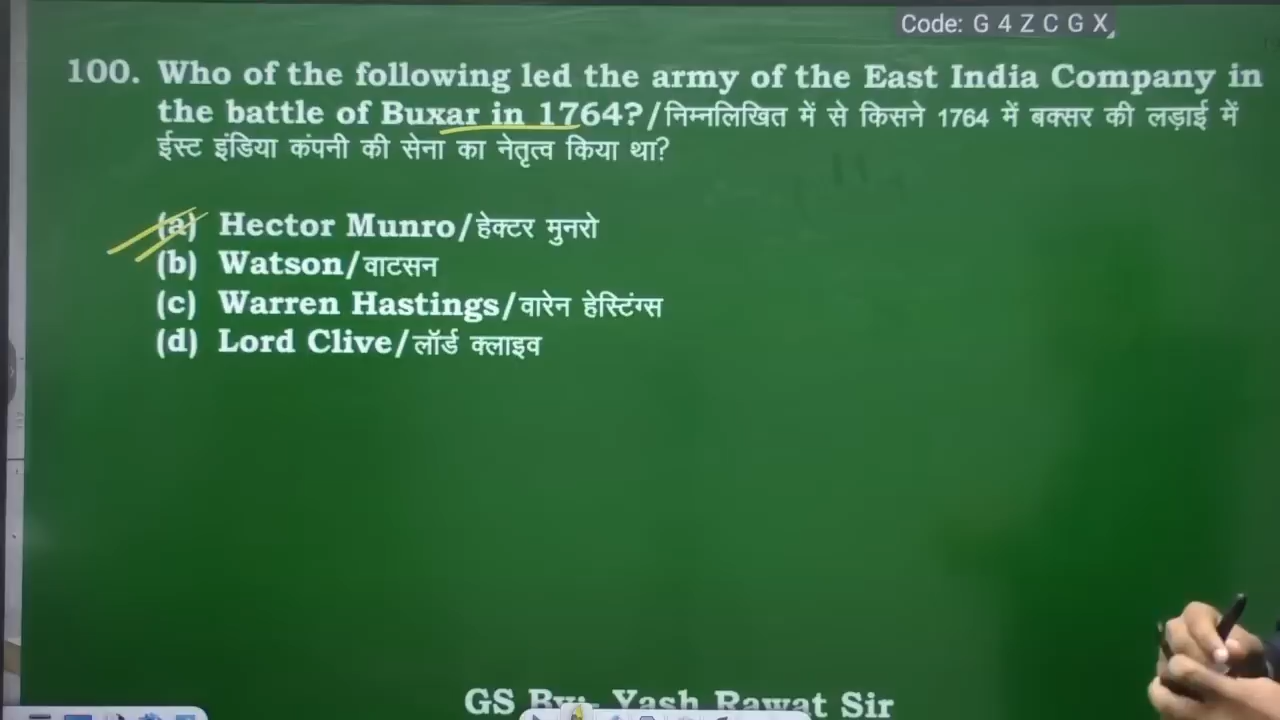 Code: G 4 Z C G X
100. Who of the following led the army of the East India Company in
the battle of Buxar in 1764?/निम्नलिखित में से किसने 1764 में बक्सर की लड़ाई में
ईस्ट इंडिया कंपनी की सेना का नेतृत्व किया था?
(a) Hector Munro/हेक्टर मुनरो
(b) Watson/वाटसन
(c) Warren Hastings/वारेन हेस्टिंग्स
(d) Lord Clive/लॉर्ड क्लाइव
GS By:- Yash Rawat Sir